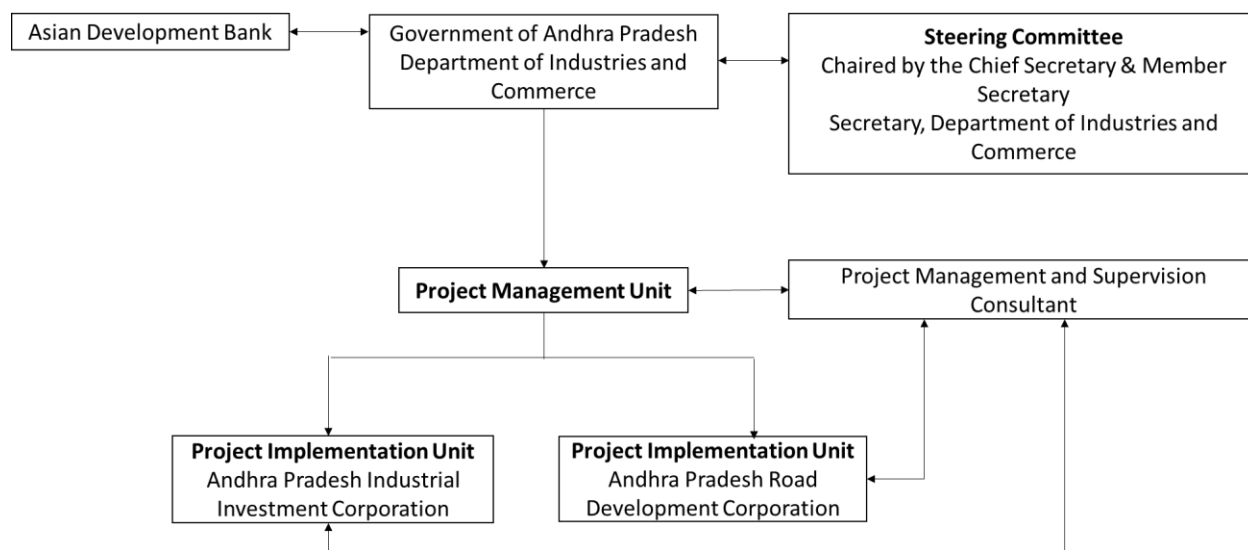 Asian Development Bank
Government of Andhra Pradesh
Department of Industries and
Commerce
Steering Committee
Chaired by the Chief Secretary & Member
Secretary
Secretary, Department of Industries and
Commerce
Project Management Unit
Project Management and Supervision
Consultant
Project Implementation Unit
Andhra Pradesh Industrial
Investment Corporation
Project Implementation Unit
Andhra Pradesh Road
Development Corporation